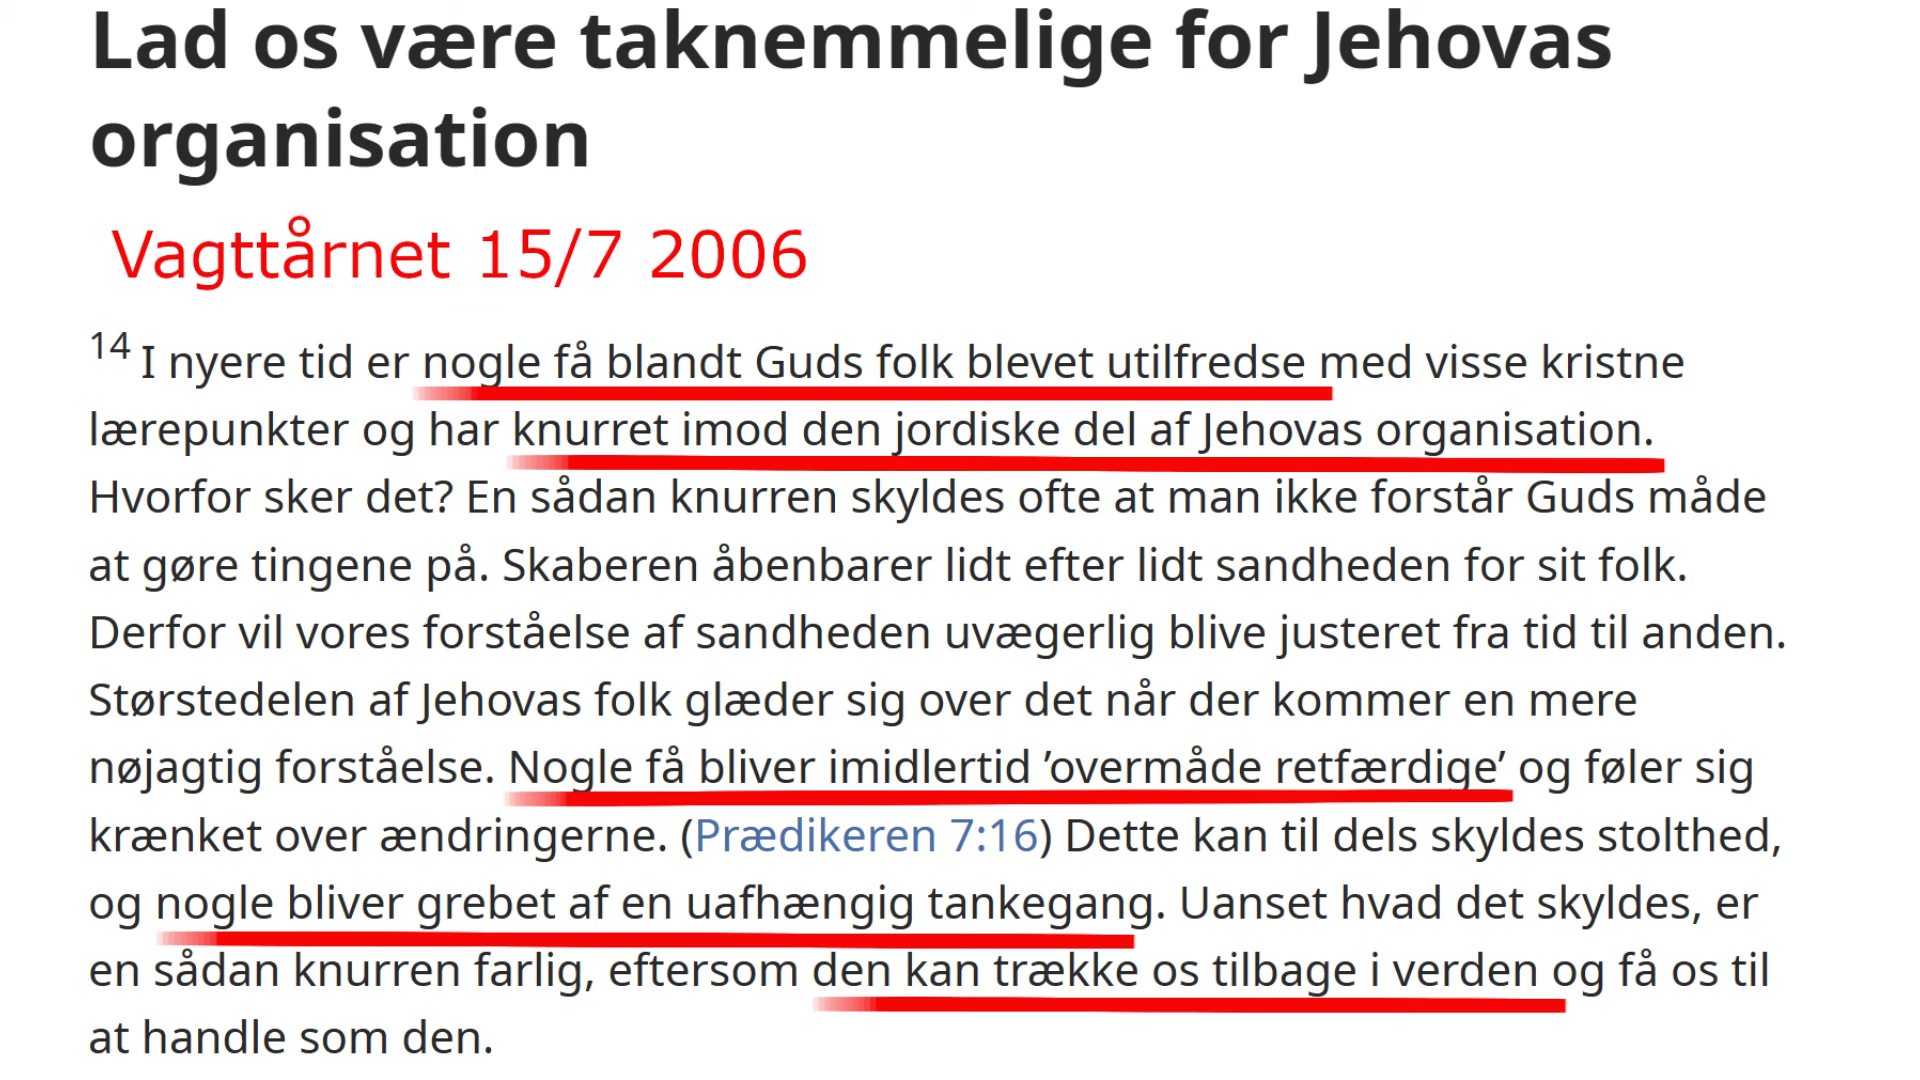 Lad os være taknemmelige for Jehovas
organisation
Vagttårnet 15/7 2006
14 I nyere tid er nogle få blandt Guds folk blevet utilfredse med visse kristne
lærepunkter og har knurret imod den jordiske del af Jehovas organisation.
Hvorfor sker det? En sådan knurren skyldes ofte at man ikke forstår Guds måde
at gøre tingene på. Skaberen åbenbarer lidt efter lidt sandheden for sit folk.
Derfor vil vores forståelse af sandheden uvægerlig blive justeret fra tid til anden.
Størstedelen af Jehovas folk glæder sig over det når der kommer en mere
nøjagtig forståelse. Nogle få bliver imidlertid ’overmåde retfærdige’ og føler sig
krænket over ændringerne. (Prædikeren 7:16) Dette kan til dels skyldes stolthed,
og nogle bliver grebet af en uafhængig tankegang. Uanset hvad det skyldes, er
en sådan knurren farlig, eftersom den kan trække os tilbage i verden og få os til
at handle som den.